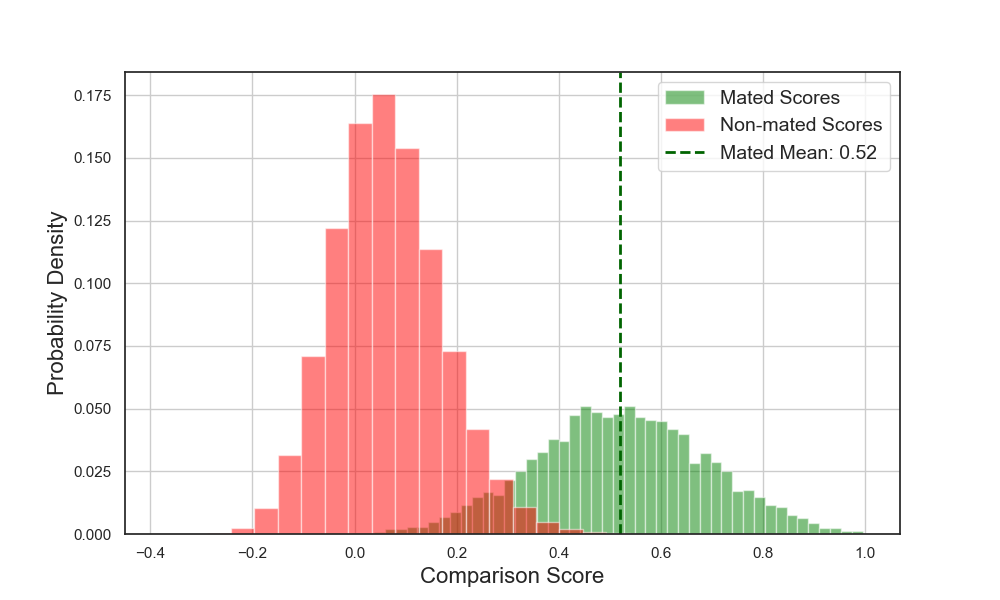 Mated Scores
Non-mated Scores
Mated Mean: 0.52
Probability Density
0.175
0.150
0.125
0.100
0.075
0.050
0.025
0.000
−0.4 −0.2 0.0 0.2 0.4 0.6 0.8 1.0
Comparison Score